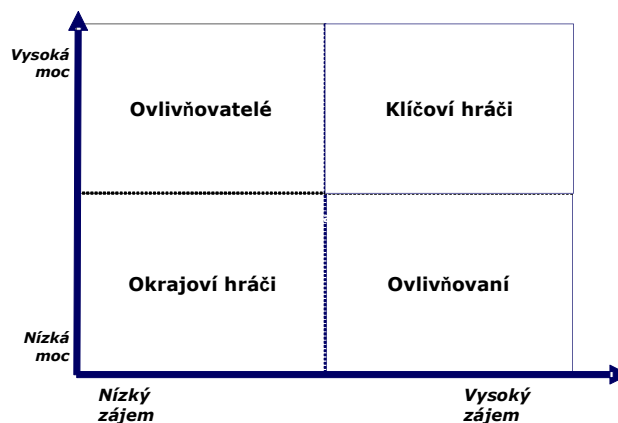 Vysoká
moc
Ovlivňovatelé
Klíčoví hráči
Okrajoví hráči
Ovlivňovaní
Nízká
moc
Nízký
zájem
Vysoký
zájem